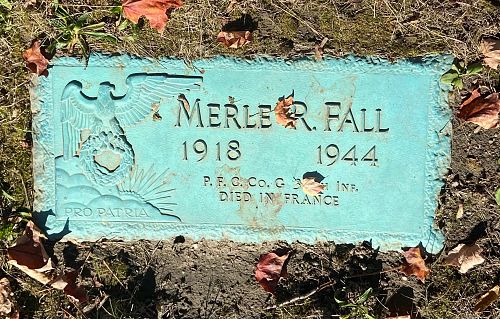 MERLE R. FALL
1918 1944
P.F.C. CO. G INF.
DIED IN FRANCE
PRO PATRIA